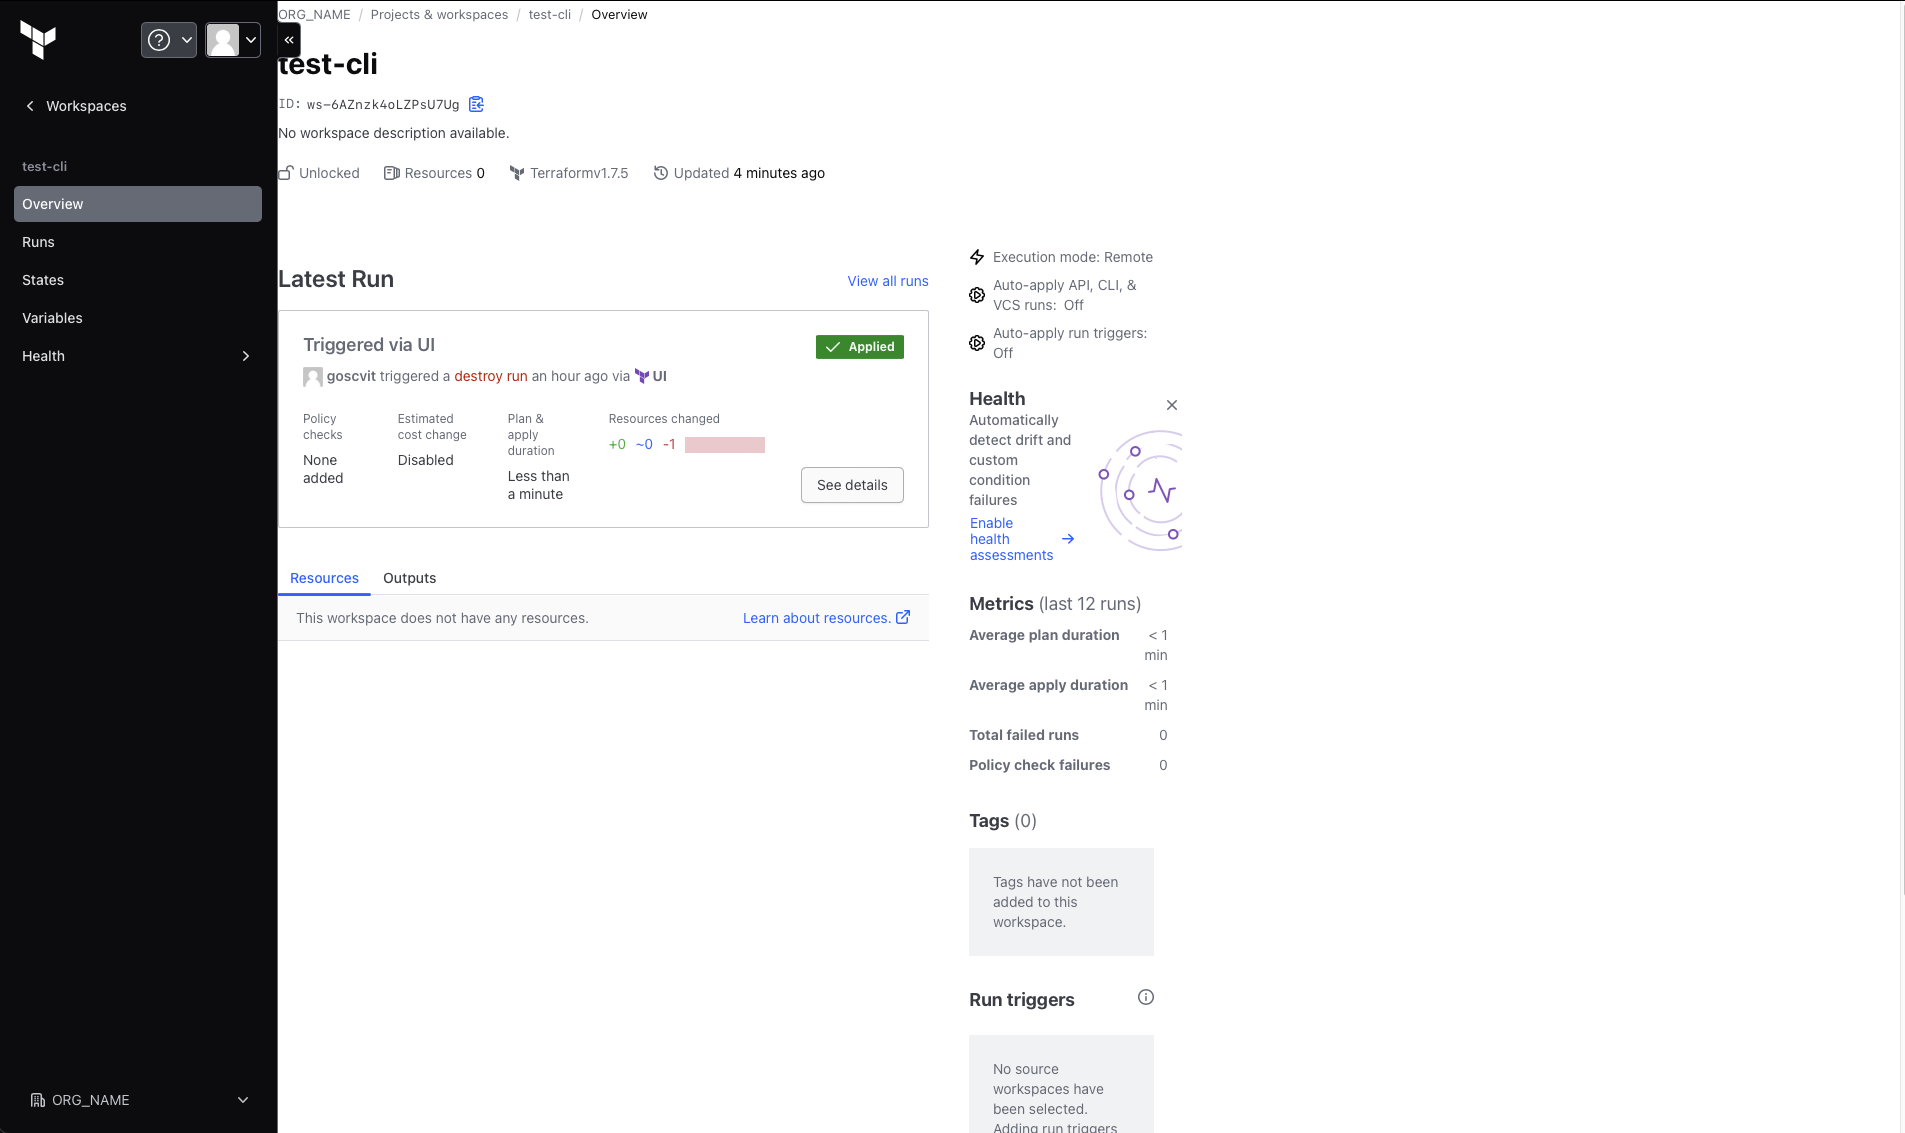 Workspaces
test-cli
Overview
Runs
States
Variables
Health
ORG_NAME
ORG_NAME / Projects & workspaces / test-cli / Overview
test-cli
ID: ws-6AZnzk4oLZPsU7Ug
No workspace description available.
Unlocked Resources 0 Terraformv1.7.5 Updated 4 minutes ago
Latest Run
View all runs
Triggered via UI
Applied
goscvit triggered a destroy run an hour ago via UI
Policy
checks
None
added
Estimated
cost change
Disabled
Plan &
apply
duration
Less than
a minute
Resources changed
+0 ~0 -1
See details
Resources Outputs
This workspace does not have any resources.
Learn about resources.
Execution mode: Remote
Auto-apply API, CLI, &
VCS runs: Off
Auto-apply run triggers:
Off
Health
Automatically
detect drift and
custom
condition
failures
Enable
health
assessments
Metrics (last 12 runs)
Average plan duration < 1
min
Average apply duration < 1
min
Total failed runs 0
Policy check failures 0
Tags (0)
Tags have not been
added to this
workspace.
Run triggers
No source
workspaces have
been selected.
Adding run triggers